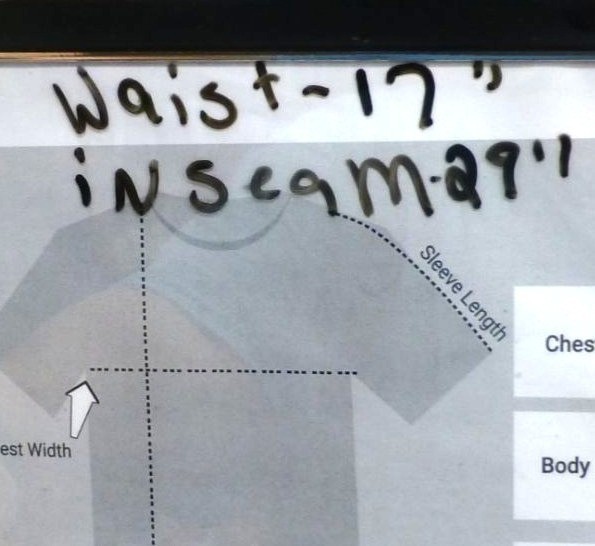 Waist-17"
iNSeaM-29"
Sleeve Length
Ches
est Width
Body